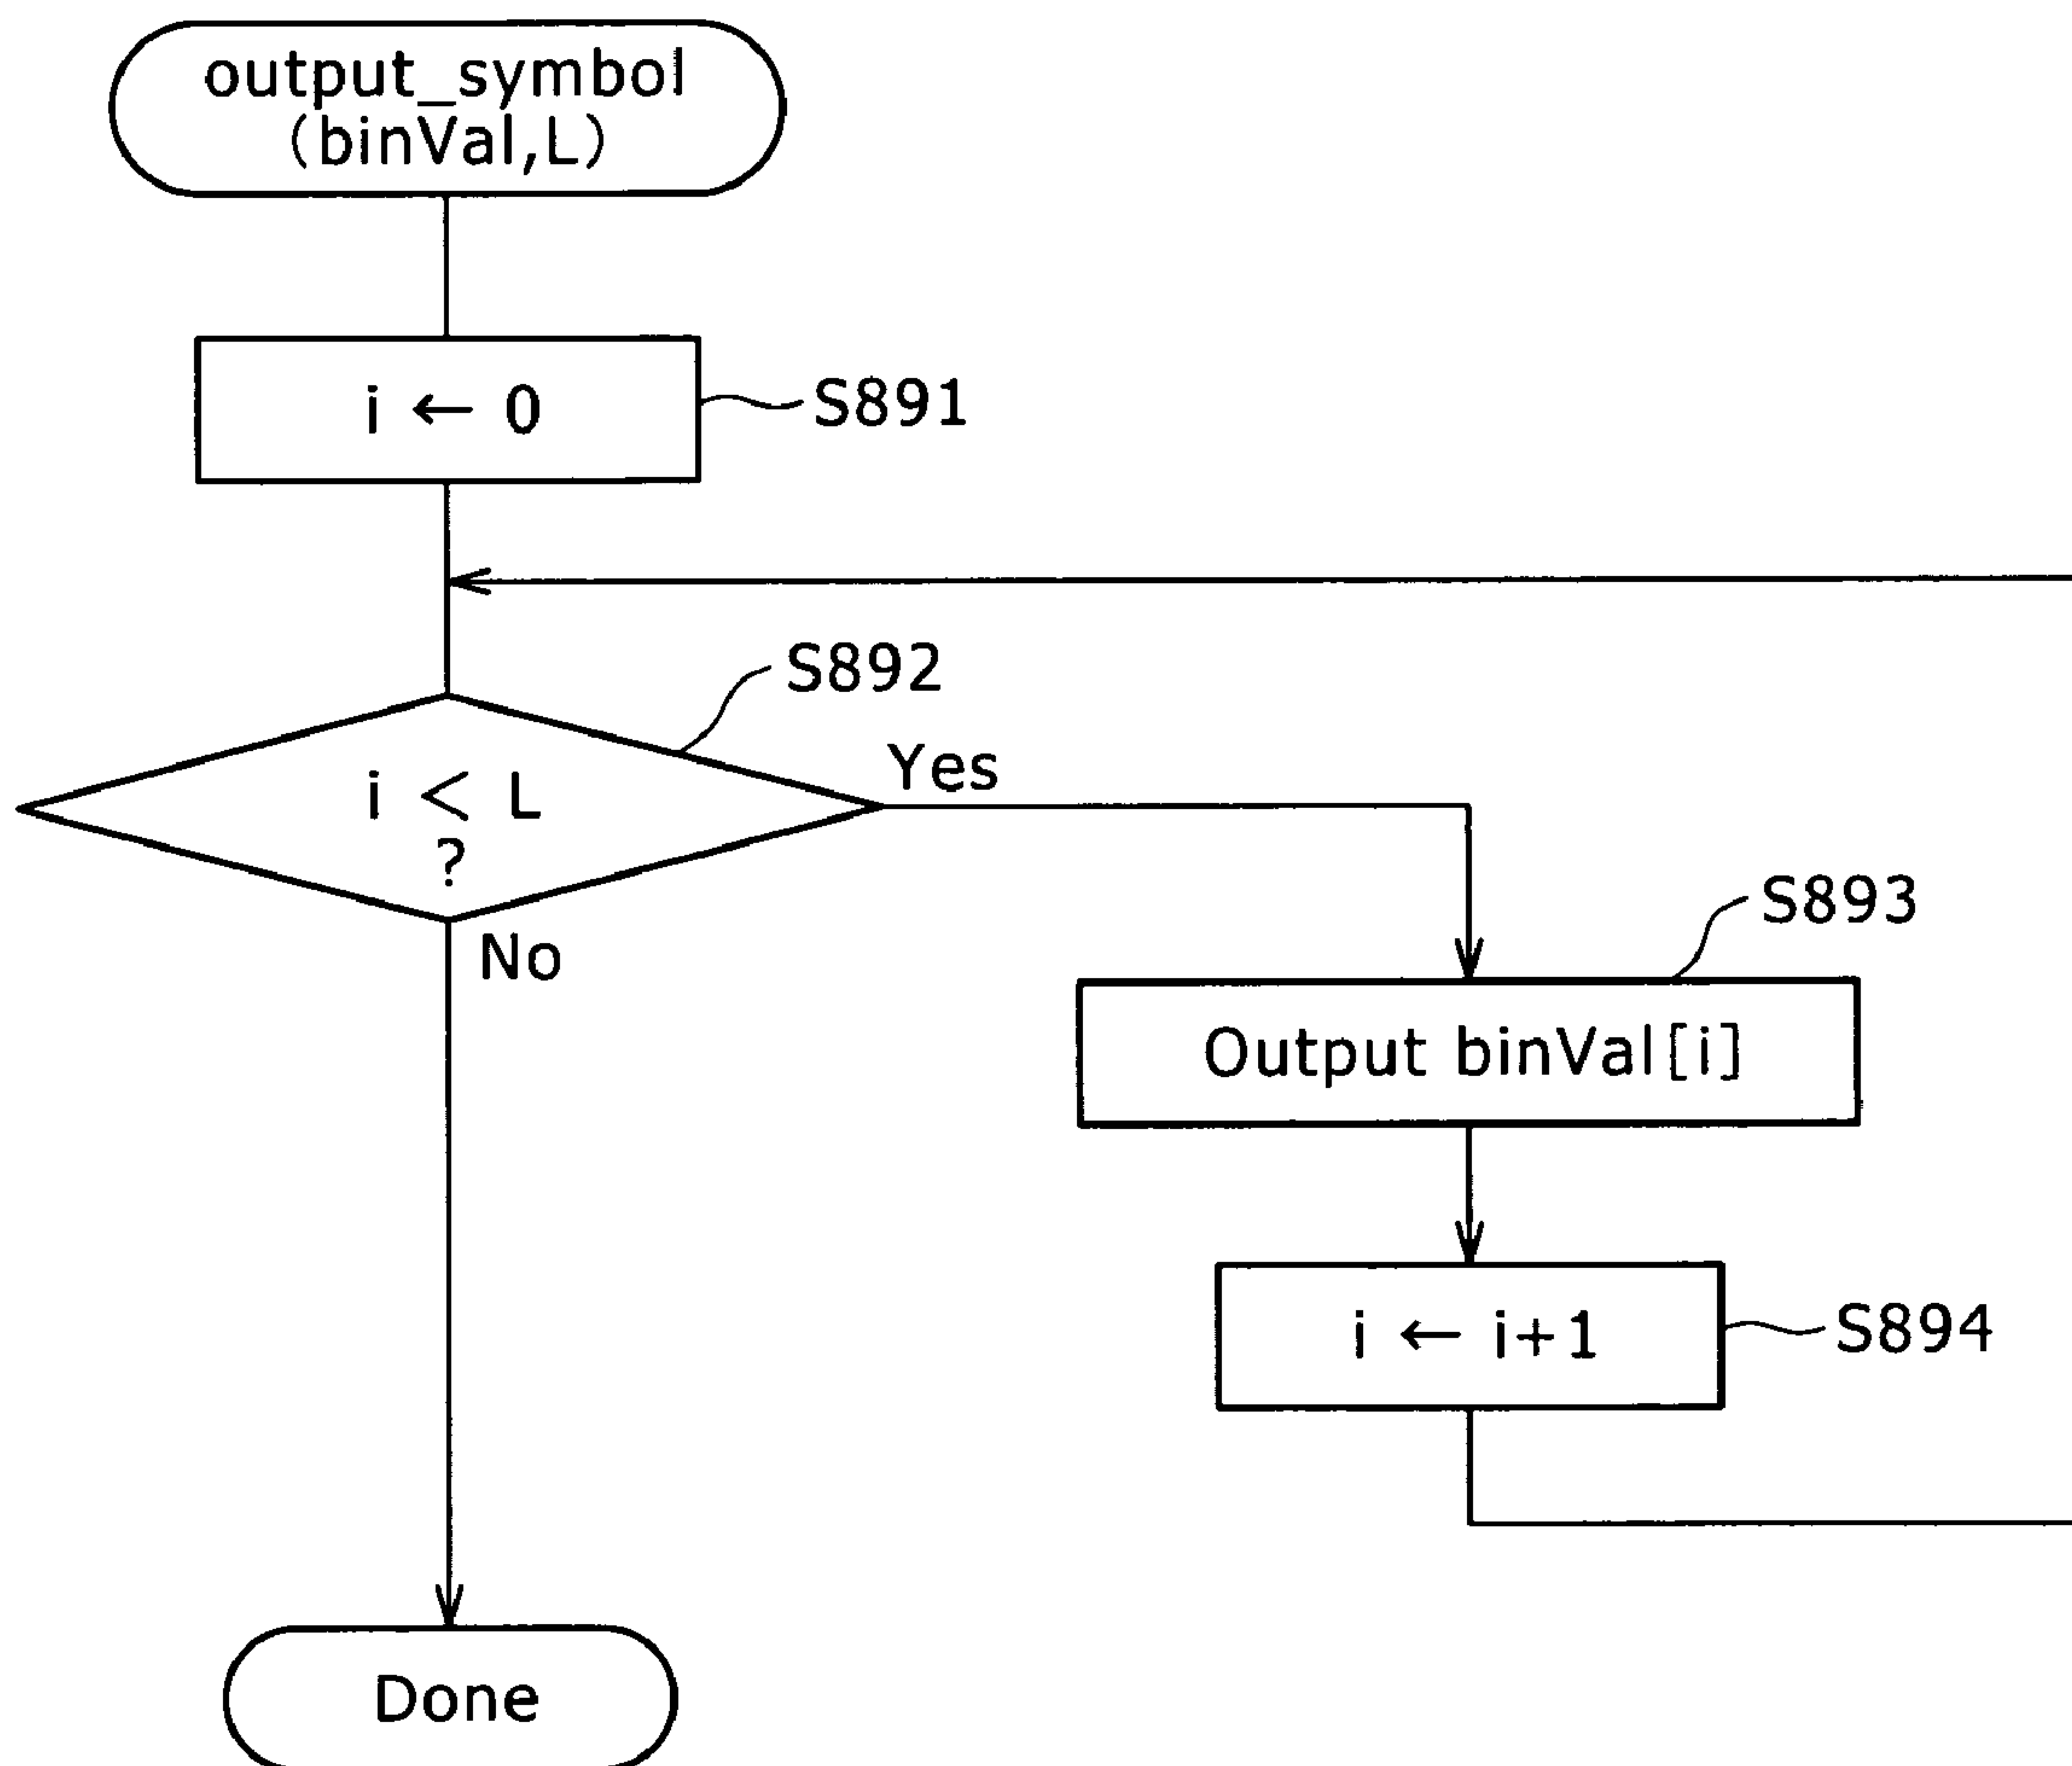 output_symbol
(binVal,L)
i ← 0
S891
S892
i < L
?
Yes
No
S893
Output binVal[i]
i ← i+1
S894
Done